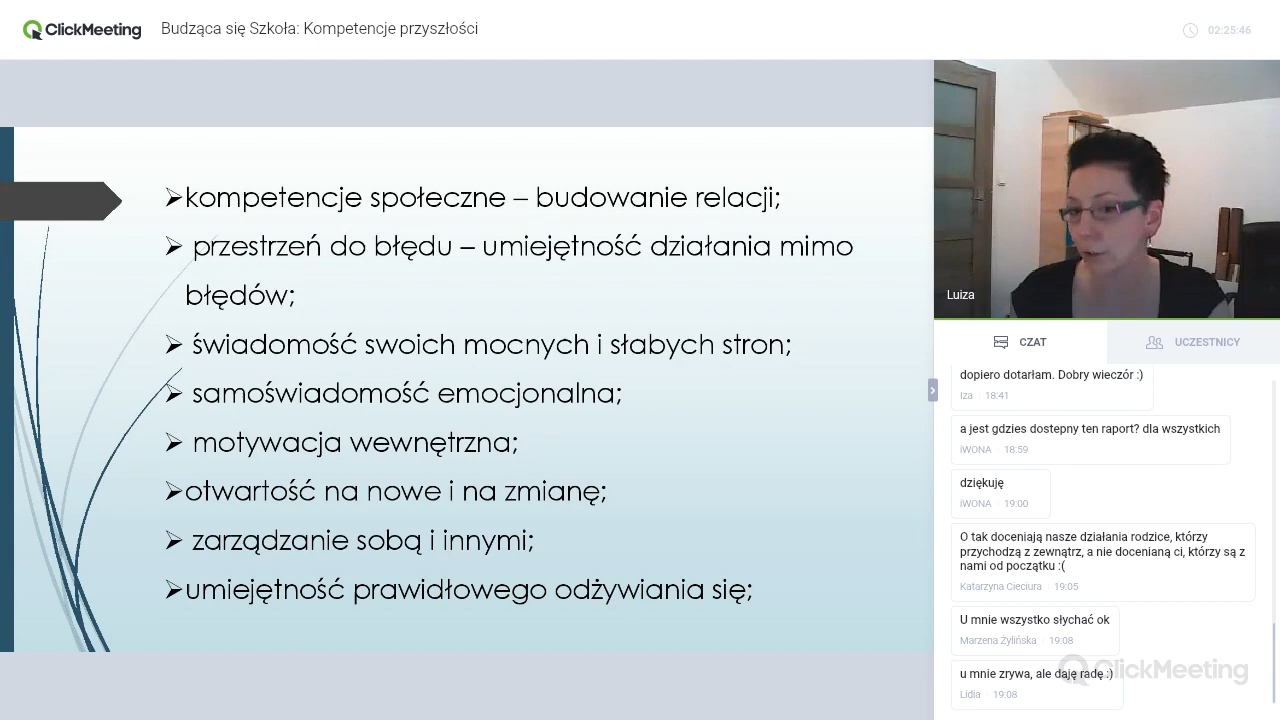 ClickMeeting
Budząca się Szkoła: Kompetencje przyszłości
02:25:46
➢kompetencje społeczne – budowanie relacji;
➢ przestrzeń do błędu – umiejętność działania mimo
błędów;
➢ świadomość swoich mocnych i słabych stron;
➢ samoświadomość emocjonalna;
➢ motywacja wewnętrzna;
➢otwartość na nowe i na zmianę;
➢ zarządzanie sobą i innymi;
➢umiejętność prawidłowego odżywiania się;
Luiza
CZAT
UCZESTNICY
dopiero dotarłam. Dobry wieczór :)
Iza · 18:41
a jest gdzies dostepny ten raport? dla wszystkich
iWONA · 18:59
dziękuję
iWONA · 19:00
O tak doceniają nasze działania rodzice, którzy
przychodzą z zewnątrz, a nie docenianą ci, którzy są z
nami od początku :(
Katarzyna Cieciura · 19:05
U mnie wszystko słychać ok
Marzena Żylińska · 19:08
u mnie zrywa, ale daję radę :)
Lidia · 19:08
ClickMeeting